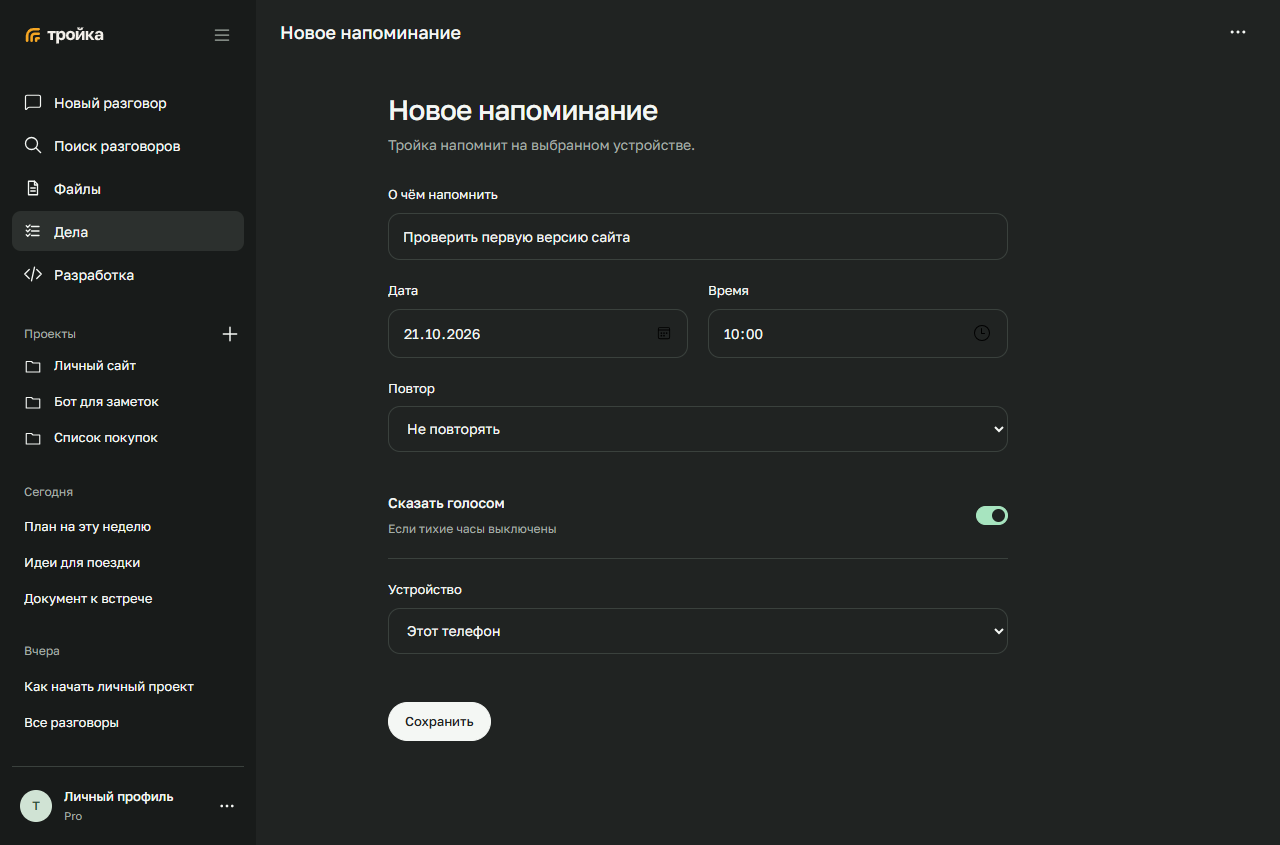 тройка
Новый разговор
Поиск разговоров
Файлы
Дела
Разработка
Проекты
Личный сайт
Бот для заметок
Список покупок
Сегодня
План на эту неделю
Идеи для поездки
Документ к встрече
Вчера
Как начать личный проект
Все разговоры
Т
Личный профиль
Pro
Новое напоминание
Новое напоминание
Тройка напомнит на выбранном устройстве.
О чём напомнить
Проверить первую версию сайта
Дата
Время
21.10.2026
10:00
Повтор
Не повторять
Сказать голосом
Если тихие часы выключены
Устройство
Этот телефон
Сохранить